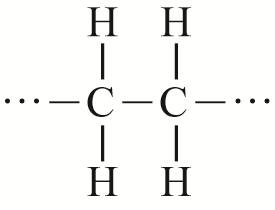 H H
··· — C — C — ···
H H